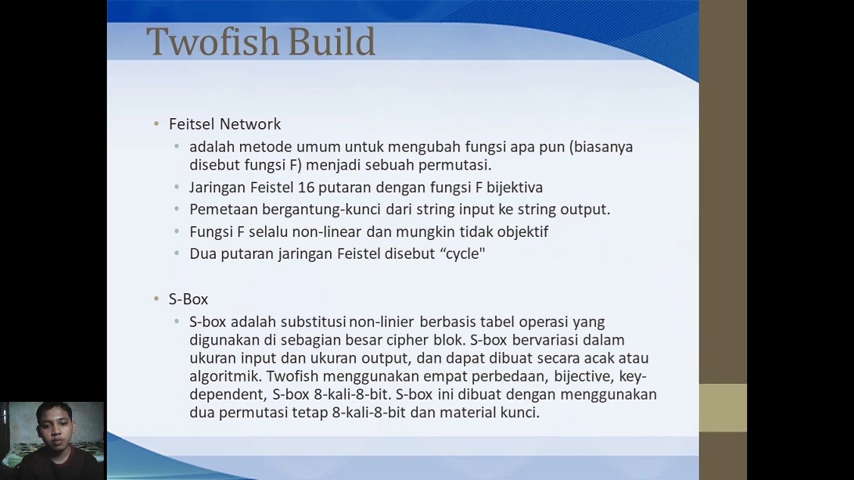 Twofish Build
• Feitsel Network
• adalah metode umum untuk mengubah fungsi apa pun (biasanya
disebut fungsi F) menjadi sebuah permutasi.
• Jaringan Feistel 16 putaran dengan fungsi F bijektiva
• Pemetaan bergantung-kunci dari string input ke string output.
• Fungsi F selalu non-linear dan mungkin tidak objektif
• Dua putaran jaringan Feistel disebut “cycle"
• S-Box
• S-box adalah substitusi non-linier berbasis tabel operasi yang
digunakan di sebagian besar cipher blok. S-box bervariasi dalam
ukuran input dan ukuran output, dan dapat dibuat secara acak atau
algoritmik. Twofish menggunakan empat perbedaan, bijective, key-
dependent, S-box 8-kali-8-bit. S-box ini dibuat dengan menggunakan
dua permutasi tetap 8-kali-8-bit dan material kunci.